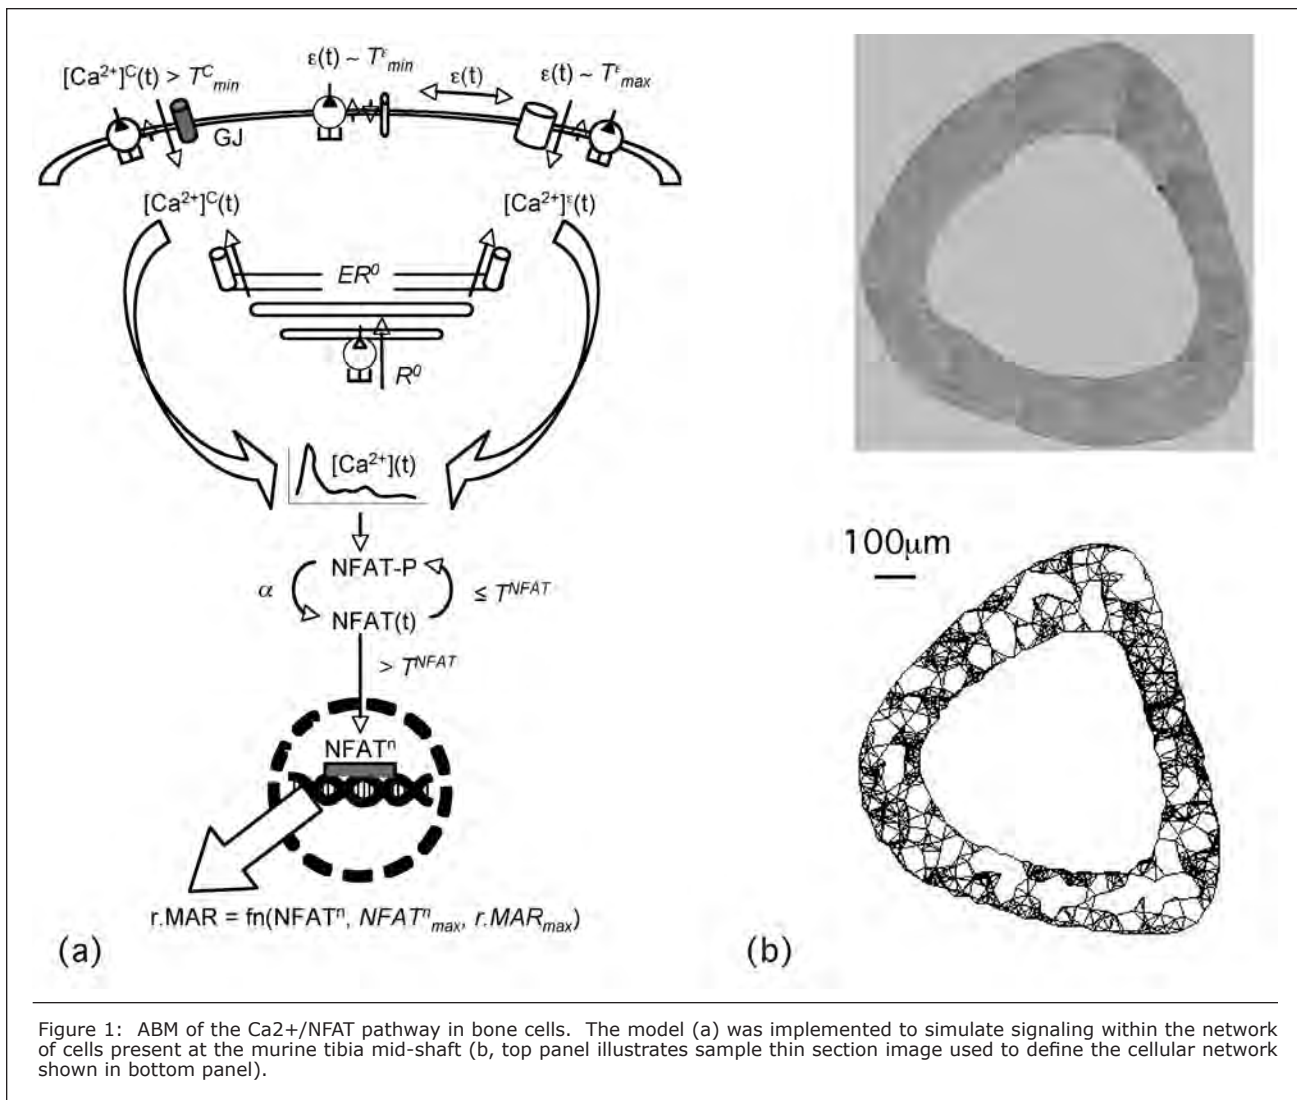 [Ca²⁺]ᶜ(t) > Tᶜmin
ε(t) ~ Tᵋmin
ε(t)
ε(t) ~ Tᵋmax
GJ
[Ca²⁺]ᶜ(t)
[Ca²⁺]ᵋ(t)
ER⁰
R⁰
[Ca²⁺](t)
NFAT-P
α
≤ Tᴺᶠᴬᵀ
NFAT(t)
> Tᴺᶠᴬᵀ
NFATⁿ
r.MAR = fn(NFATⁿ, NFATⁿmax, r.MARmax)
(a)
100μm
(b)
Figure 1: ABM of the Ca2+/NFAT pathway in bone cells. The model (a) was implemented to simulate signaling within the network
of cells present at the murine tibia mid-shaft (b, top panel illustrates sample thin section image used to define the cellular network
shown in bottom panel).